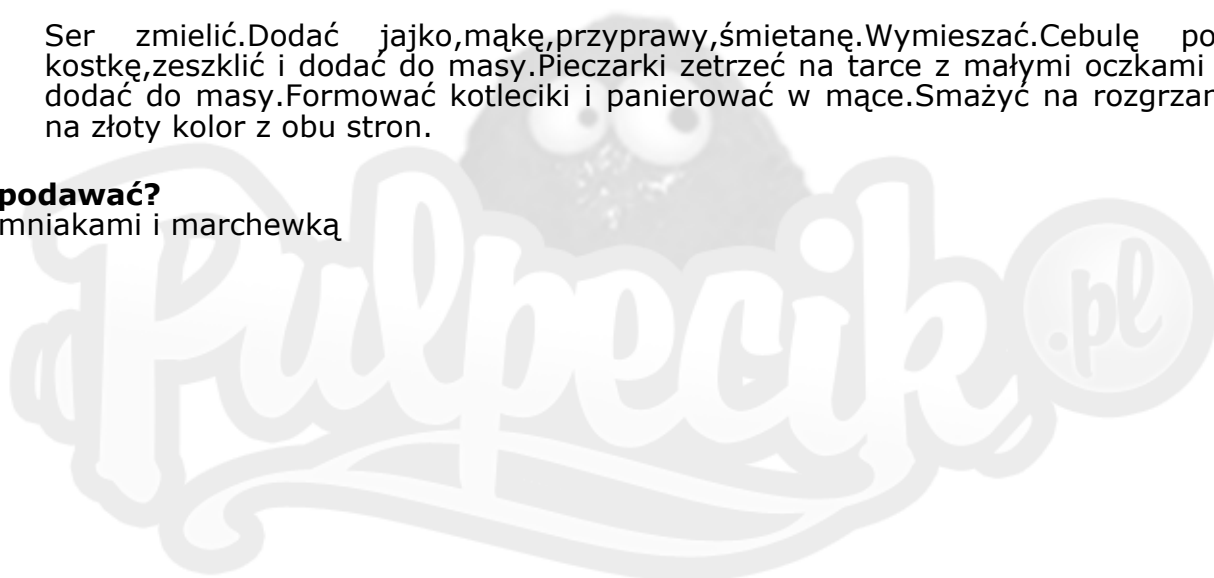 Ser zmielić.Dodać jajko,mąkę,przyprawy,śmietanę.Wymieszać.Cebulę po
kostkę,zeszklić i dodać do masy.Pieczarki zetrzeć na tarce z małymi oczkami
dodać do masy.Formować kotleciki i panierować w mące.Smażyć na rozgrzan
na złoty kolor z obu stron.
podawać?
mniakami i marchewką
Pulpecik.pl